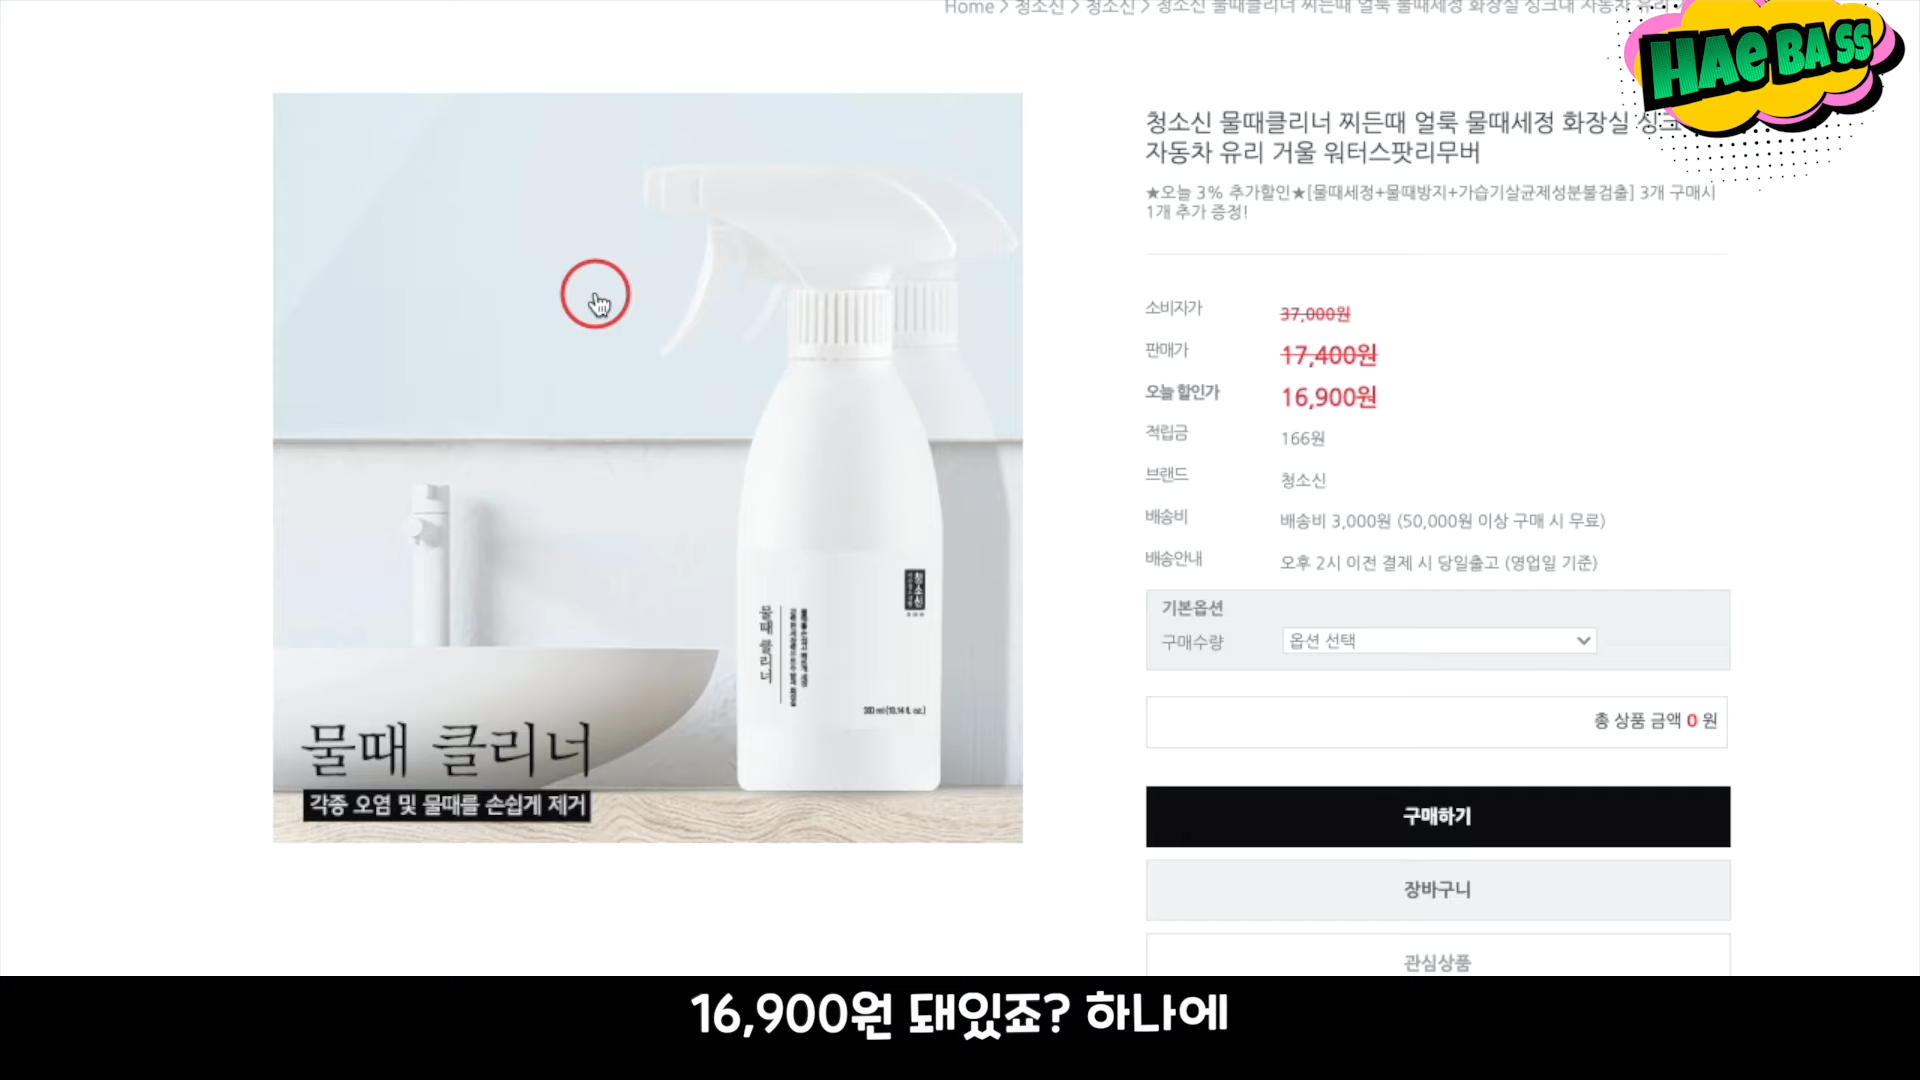 Home > 청소신 > 청소신 > 청소신 물때클리너 찌든때 얼룩 물때세정 화장실 싱크대 자동차 유리
HAE BA SS
청소신 물때클리너 찌든때 얼룩 물때세정 화장실 싱크
자동차 유리 거울 워터스팟리무버
★오늘 3% 추가할인★[물때세정+물때방지+가습기살균제성분불검출] 3개 구매시
1개 추가 증정!
소비자가 37,000원
판매가 17,400원
오늘 할인가 16,900원
적립금 166원
브랜드 청소신
배송비 배송비 3,000원 (50,000원 이상 구매 시 무료)
배송안내 오후 2시 이전 결제 시 당일출고 (영업일 기준)
기본옵션
구매수량 옵션 선택
총 상품 금액 0 원
구매하기
장바구니
관심상품
청소신
물때 클리너
300 ml (10.14 fl. oz.)
물때 클리너
각종 오염 및 물때를 손쉽게 제거
16,900원 돼있죠? 하나에